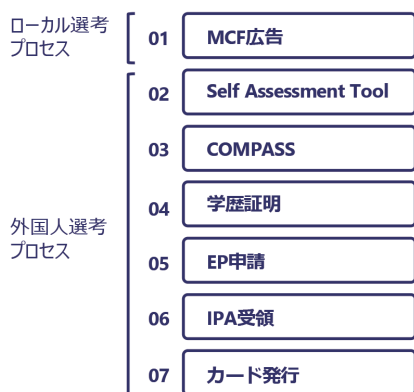 ローカル選考
プロセス
01 MCF広告
02 Self Assessment Tool
03 COMPASS
04 学歴証明
外国人選考
プロセス
05 EP申請
06 IPA受領
07 カード発行